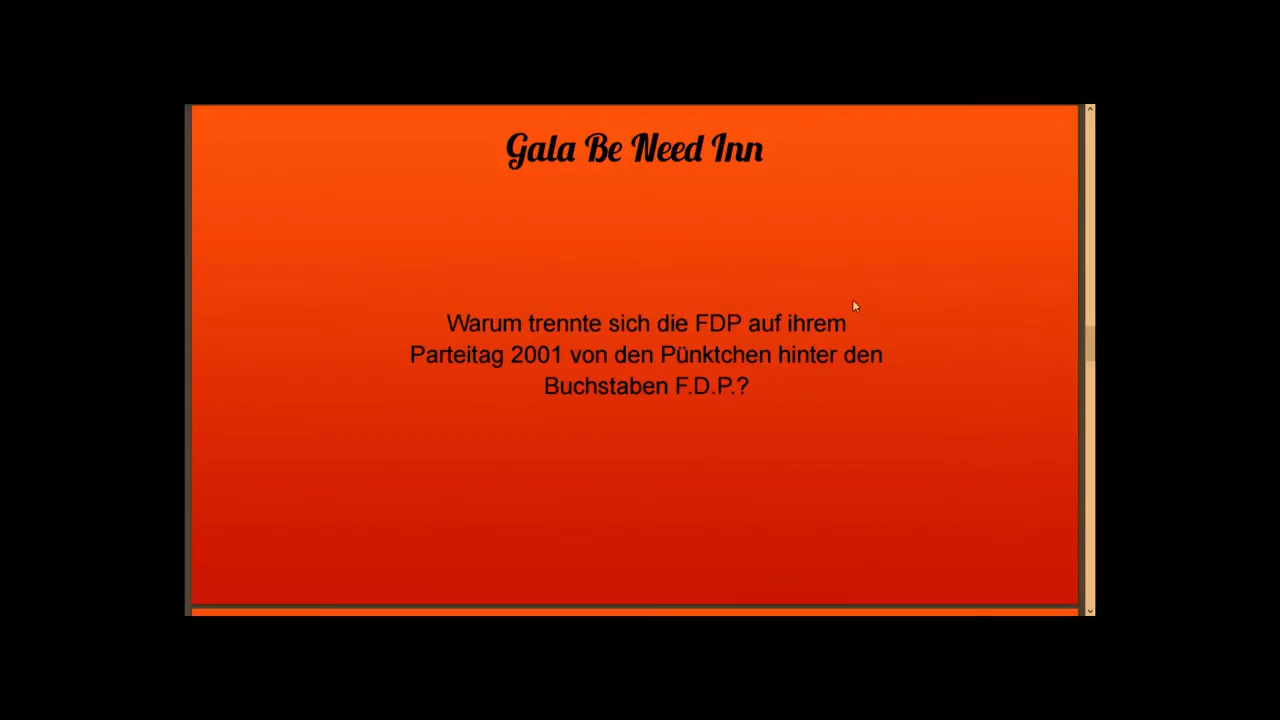 Gala Be Need Inn
Warum trennte sich die FDP auf ihrem
Parteitag 2001 von den Pünktchen hinter den
Buchstaben F.D.P.?